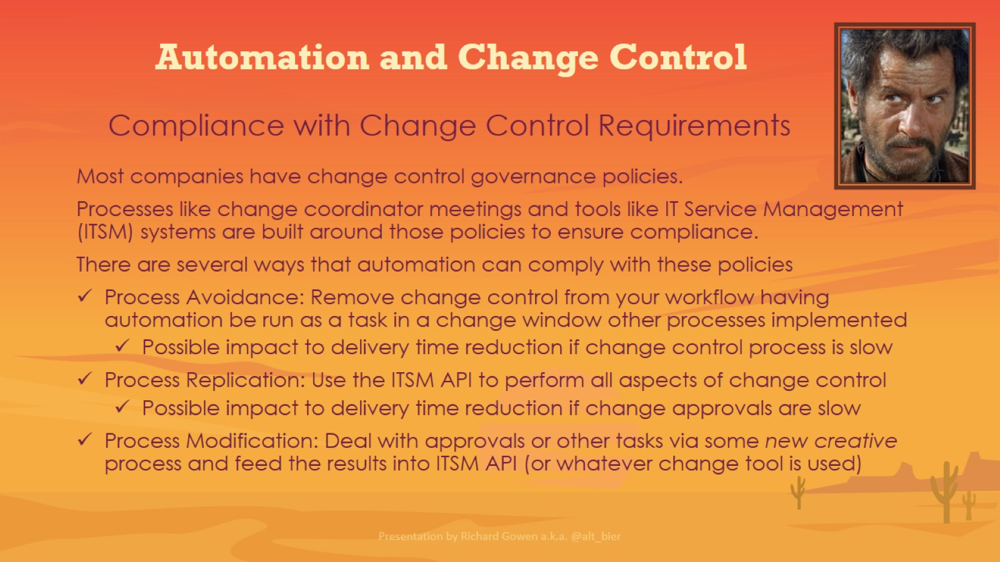 Automation and Change Control
Compliance with Change Control Requirements
Most companies have change control governance policies.
Processes like change coordinator meetings and tools like IT Service Management
(ITSM) systems are built around those policies to ensure compliance.
There are several ways that automation can comply with these policies
✓ Process Avoidance: Remove change control from your workflow having
automation be run as a task in a change window other processes implemented
✓ Possible impact to delivery time reduction if change control process is slow
✓ Process Replication: Use the ITSM API to perform all aspects of change control
✓ Possible impact to delivery time reduction if change approvals are slow
✓ Process Modification: Deal with approvals or other tasks via some new creative
process and feed the results into ITSM API (or whatever change tool is used)
Presentation by Richard Gowen a.k.a. @alt_bier